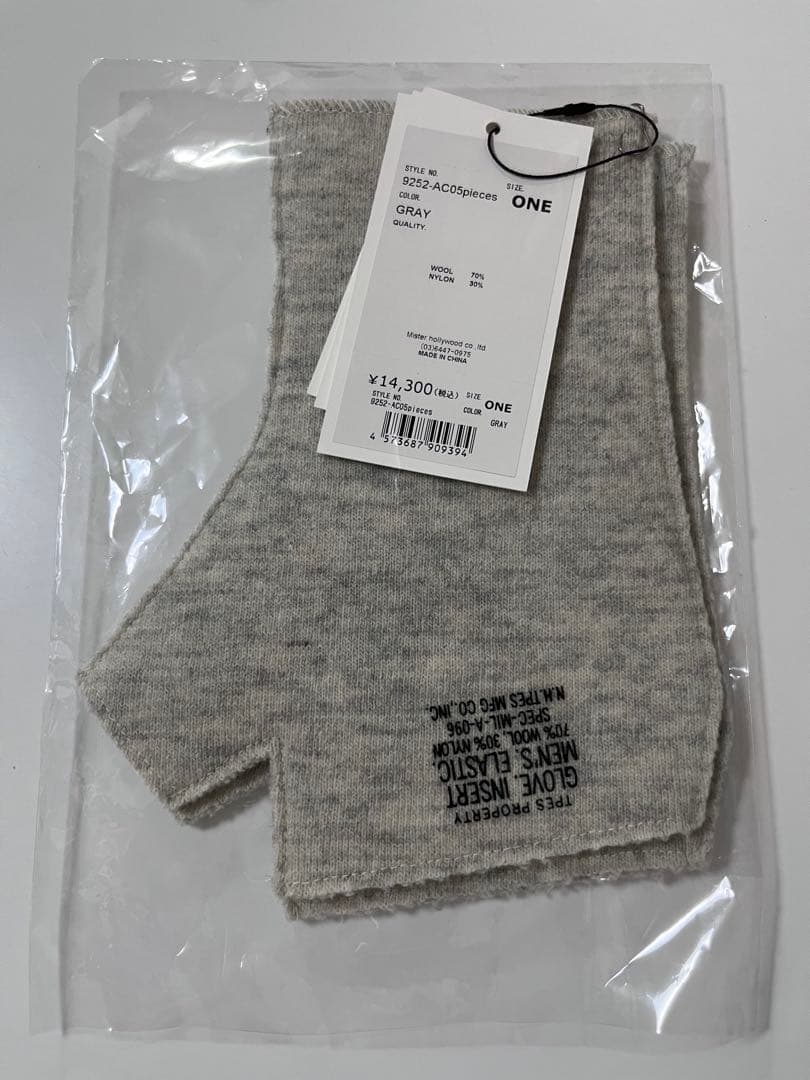 STYLE NO.
9252-AC05pieces
SIZE.
ONE
COLOR.
GRAY
QUALITY.
WOOL 70%
NYLON 30%
Mister hollywood co.,ltd.
(03)6447-0975
MADE IN CHINA
¥14,300(税込)
SIZE ONE
STYLE NO.
9252-AC05pieces
COLOR.
GRAY
4 573687 909394
TPES PROPERTY
GLOVE. INSERT
MEN'S. ELASTIC.
70% WOOL, 30% NYLON
SPEC-MIL-A-096
N.H.TPES MFG CO.,INC.